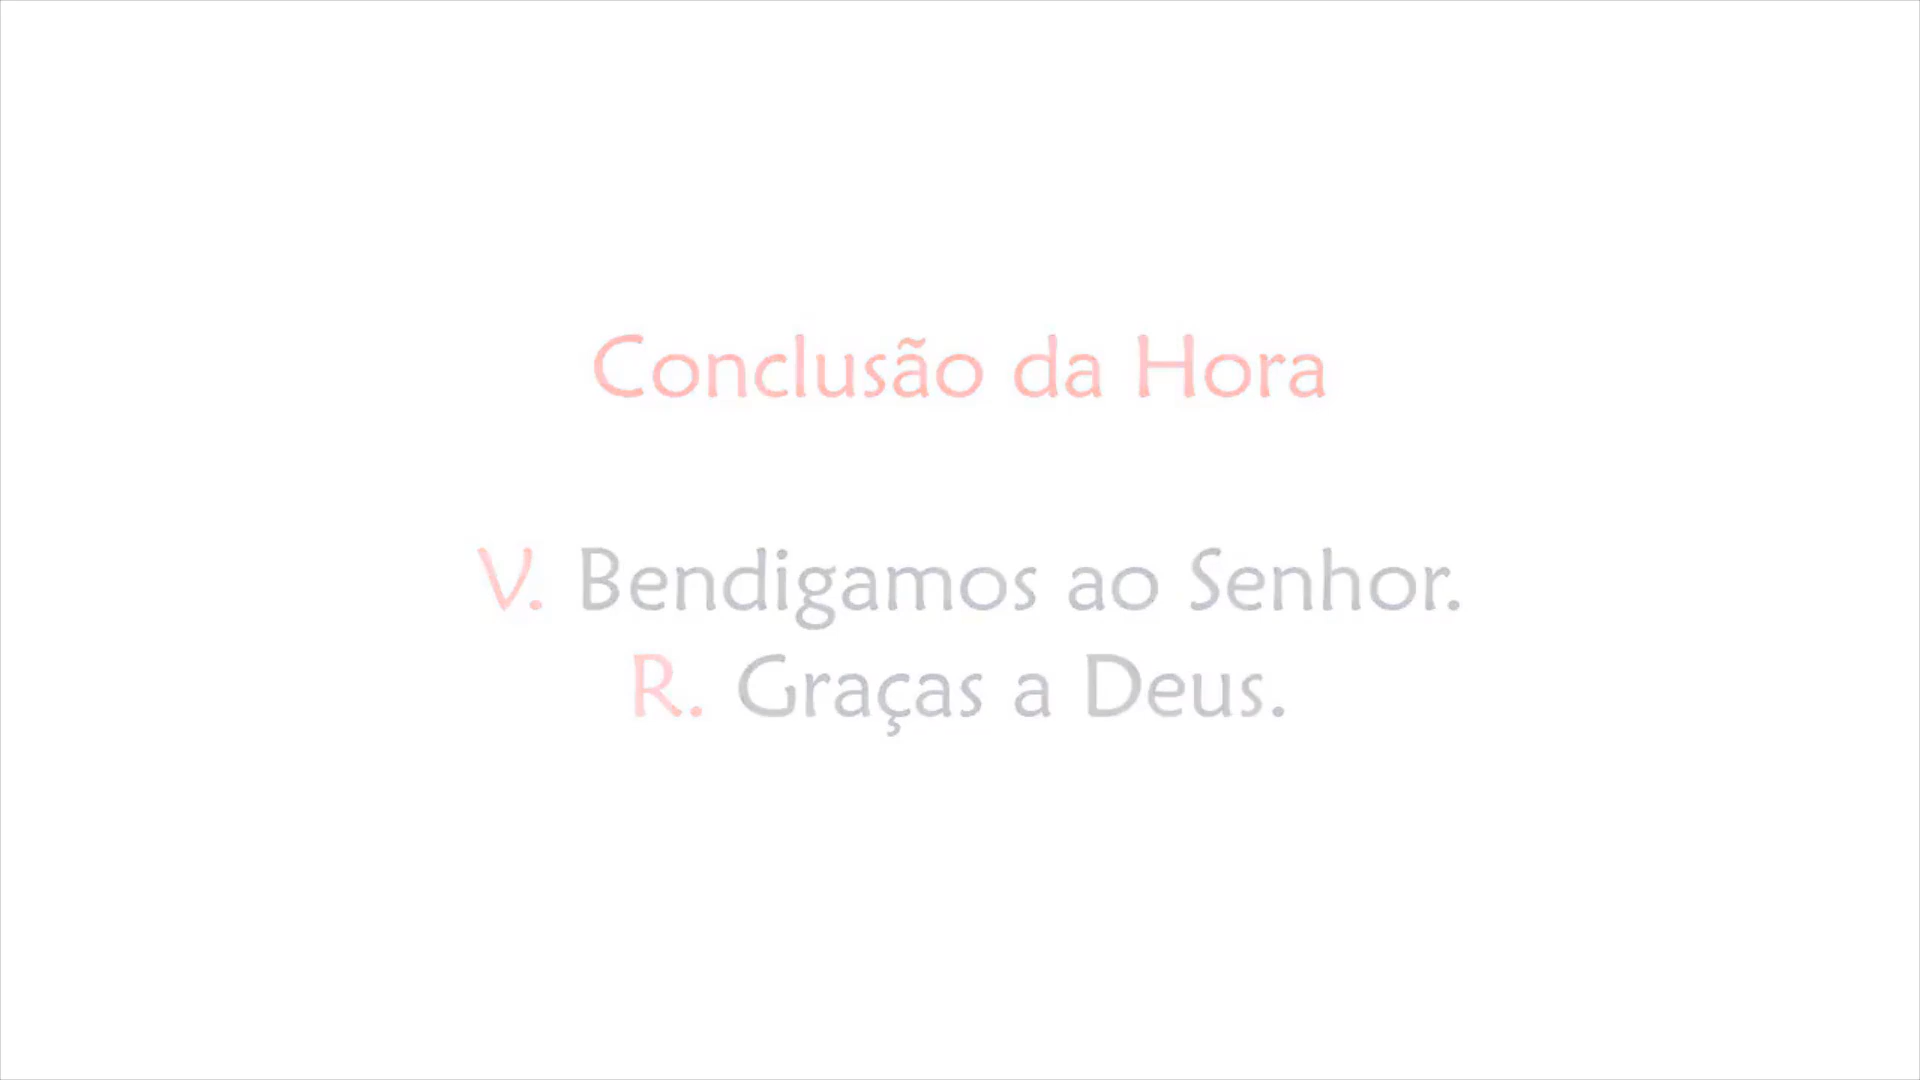 Conclusão da Hora
V. Bendigamos ao Senhor.
R. Graças a Deus.